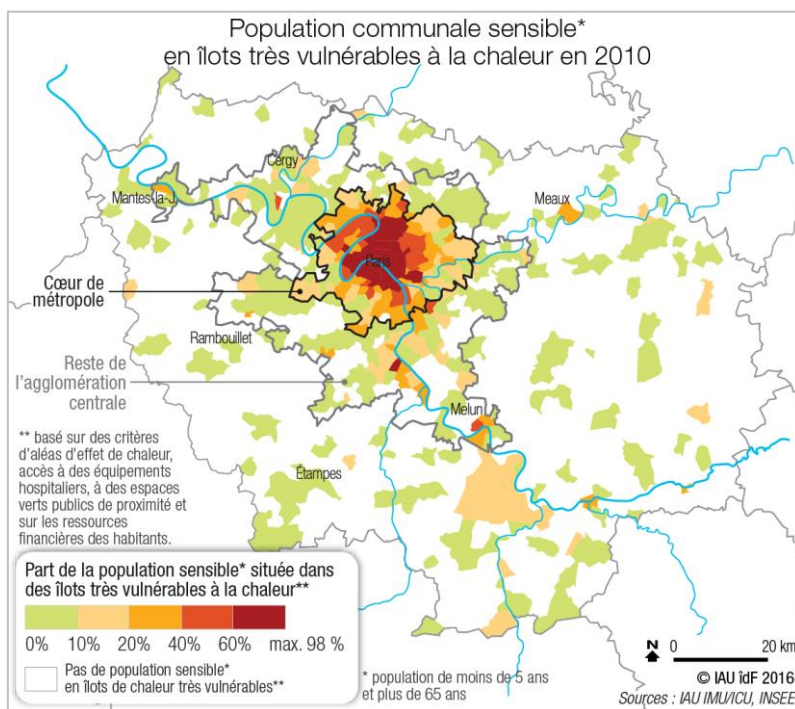 Population communale sensible*
en îlots très vulnérables à la chaleur en 2010
Cergy
Mantes-la-J.
Meaux
Paris
Cœur de
métropole
Rambouillet
Reste de
l'agglomération
centrale
Melun
** basé sur des critères
d'aléas d'effet de chaleur,
accès à des équipements
hospitaliers, à des espaces
verts publics de proximité et
sur les ressources
financières des habitants.
Étampes
Part de la population sensible* située dans
des îlots très vulnérables à la chaleur**
0% 10% 20% 40% 60% max. 98 %
Pas de population sensible*
en îlots de chaleur très vulnérables**
* population de moins de 5 ans
et plus de 65 ans
N 0 20 km
© IAU îdF 2016
Sources : IAU IMU/ICU, INSEE